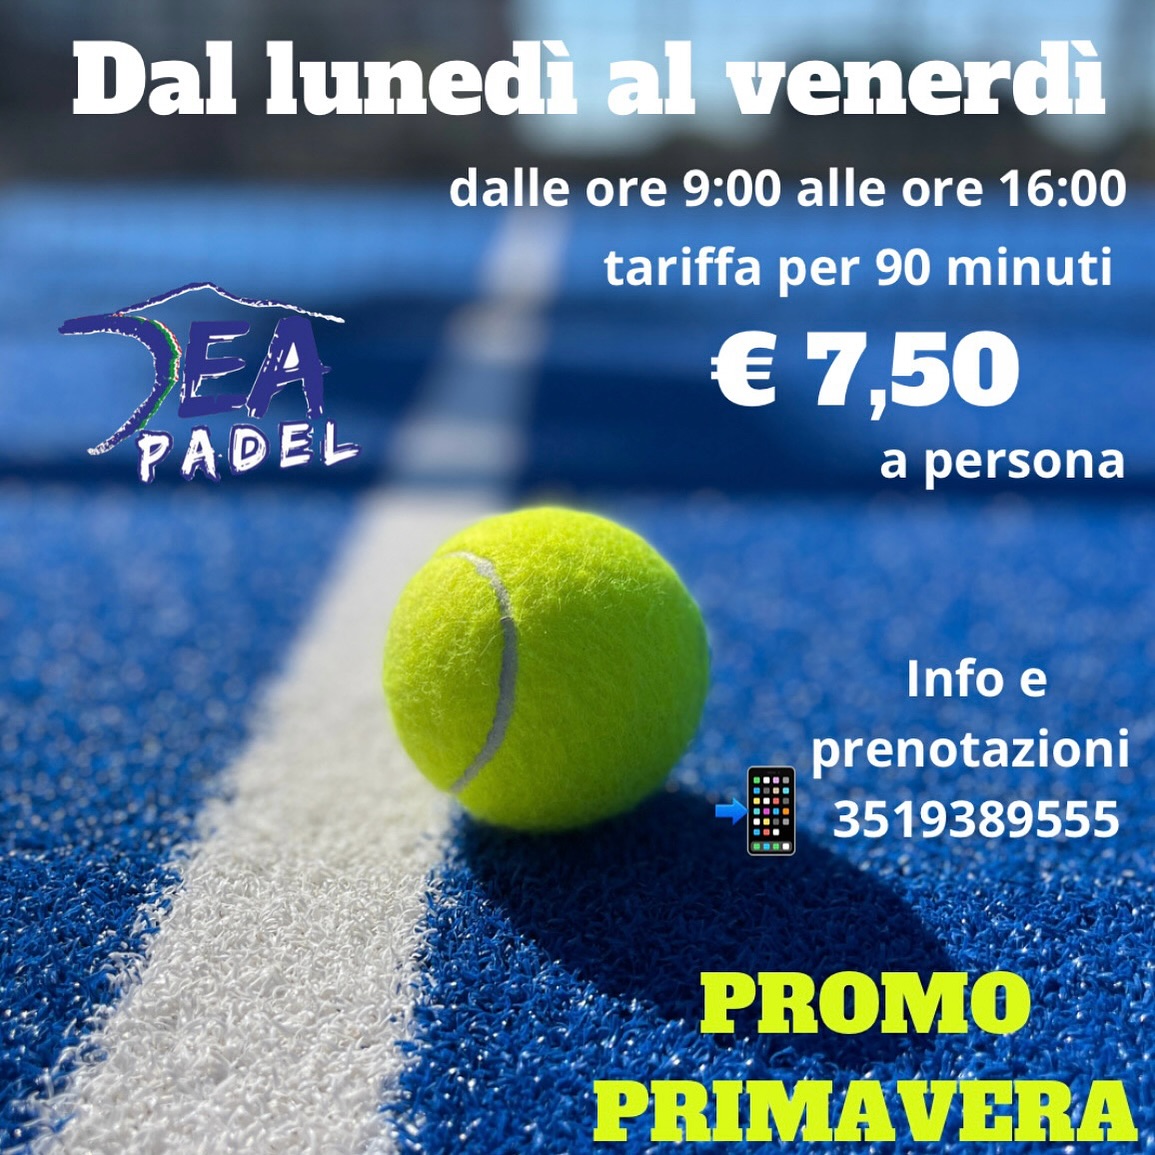 Dal lunedì al venerdì
dalle ore 9:00 alle ore 16:00
tariffa per 90 minuti
€ 7,50
a persona
DEA
PADEL
Info e
prenotazioni
3519389555
PROMO
PRIMAVERA